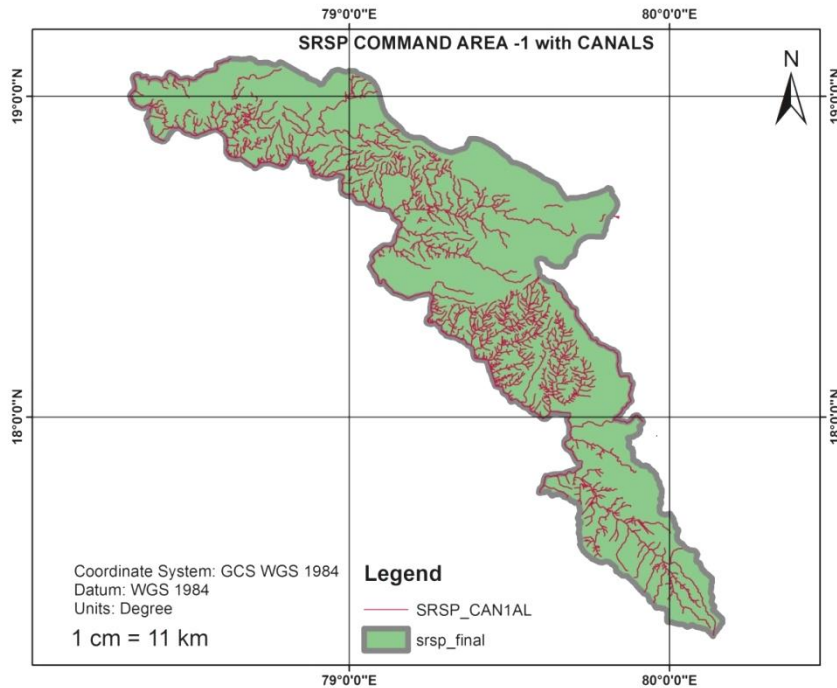 79°0'0"E 80°0'0"E
SRSP COMMAND AREA -1 with CANALS
N
19°0'0"N 19°0'0"N
18°0'0"N 18°0'0"N
Coordinate System: GCS WGS 1984
Datum: WGS 1984
Units: Degree
1 cm = 11 km
Legend
SRSP_CAN1AL
srsp_final
79°0'0"E 80°0'0"E